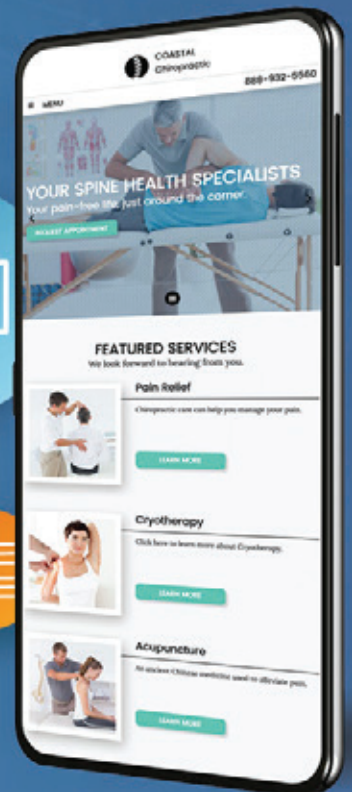 COASTAL
Chiropractic
888-932-6560
≡ MENU
YOUR SPINE HEALTH SPECIALISTS
Your pain-free life, just around the corner.
REQUEST APPOINTMENT
FEATURED SERVICES
We look forward to hearing from you.
Pain Relief
Chiropractic care can help you manage your pain.
LEARN MORE
Cryotherapy
Click here to learn more about Cryotherapy.
LEARN MORE
Acupuncture
An ancient Chinese medicine used to alleviate pain.
LEARN MORE